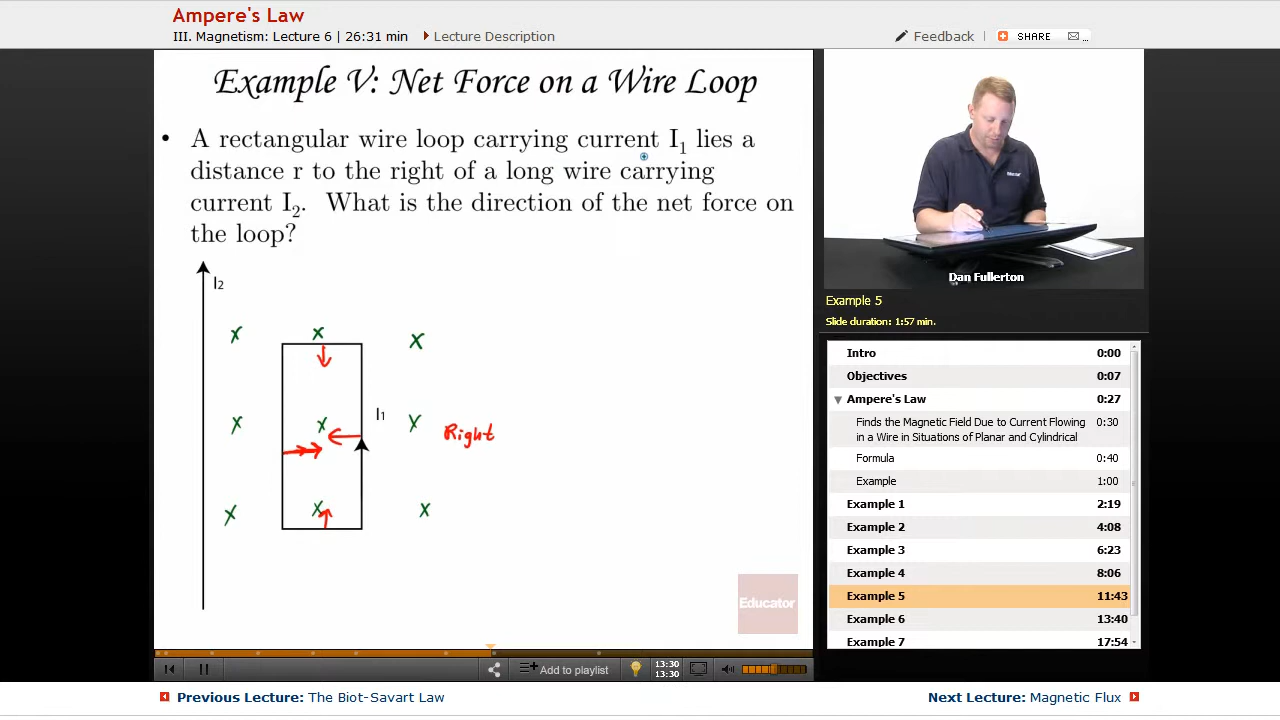 Ampere's Law
III. Magnetism: Lecture 6 | 26:31 min
Lecture Description
Feedback
SHARE
Example V: Net Force on a Wire Loop
• A rectangular wire loop carrying current I1 lies a
distance r to the right of a long wire carrying
current I2. What is the direction of the net force on
the loop?
I2
x x x
I1
x x x
Right
x x x
Educator
Dan Fullerton
Example 5
Slide duration: 1:57 min.
Intro 0:00
Objectives 0:07
Ampere's Law 0:27
Finds the Magnetic Field Due to Current Flowing 0:30
in a Wire in Situations of Planar and Cylindrical
Formula 0:40
Example 1:00
Example 1 2:19
Example 2 4:08
Example 3 6:23
Example 4 8:06
Example 5 11:43
Example 6 13:40
Example 7 17:54
Add to playlist
13:30
13:30
Previous Lecture: The Biot-Savart Law
Next Lecture: Magnetic Flux